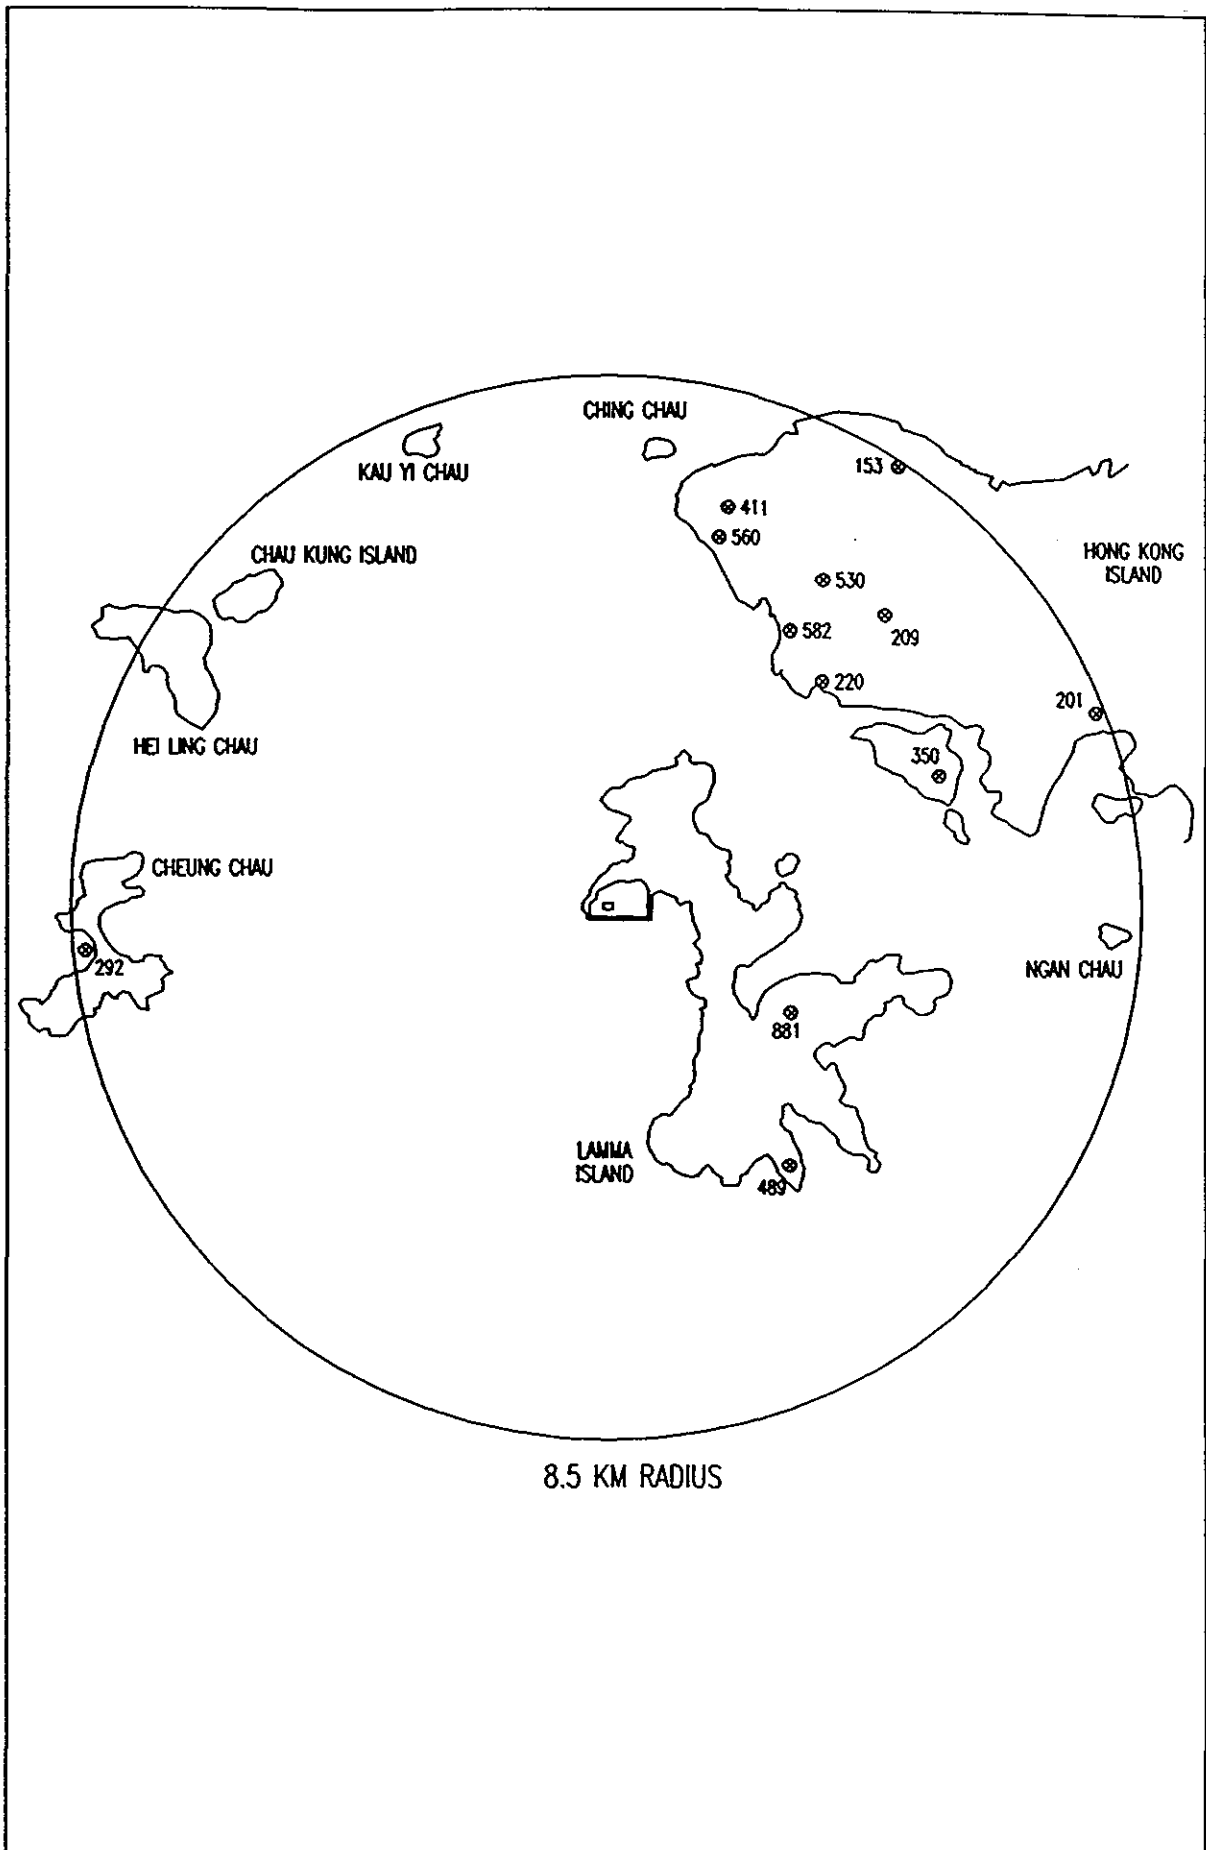 CHING CHAU
KAU YI CHAU
153
411
560
CHAU KUNG ISLAND
HONG KONG
ISLAND
530
209
582
220
201
HEI LING CHAU
350
CHEUNG CHAU
292
NGAN CHAU
881
LAMMA
ISLAND
489
8.5 KM RADIUS